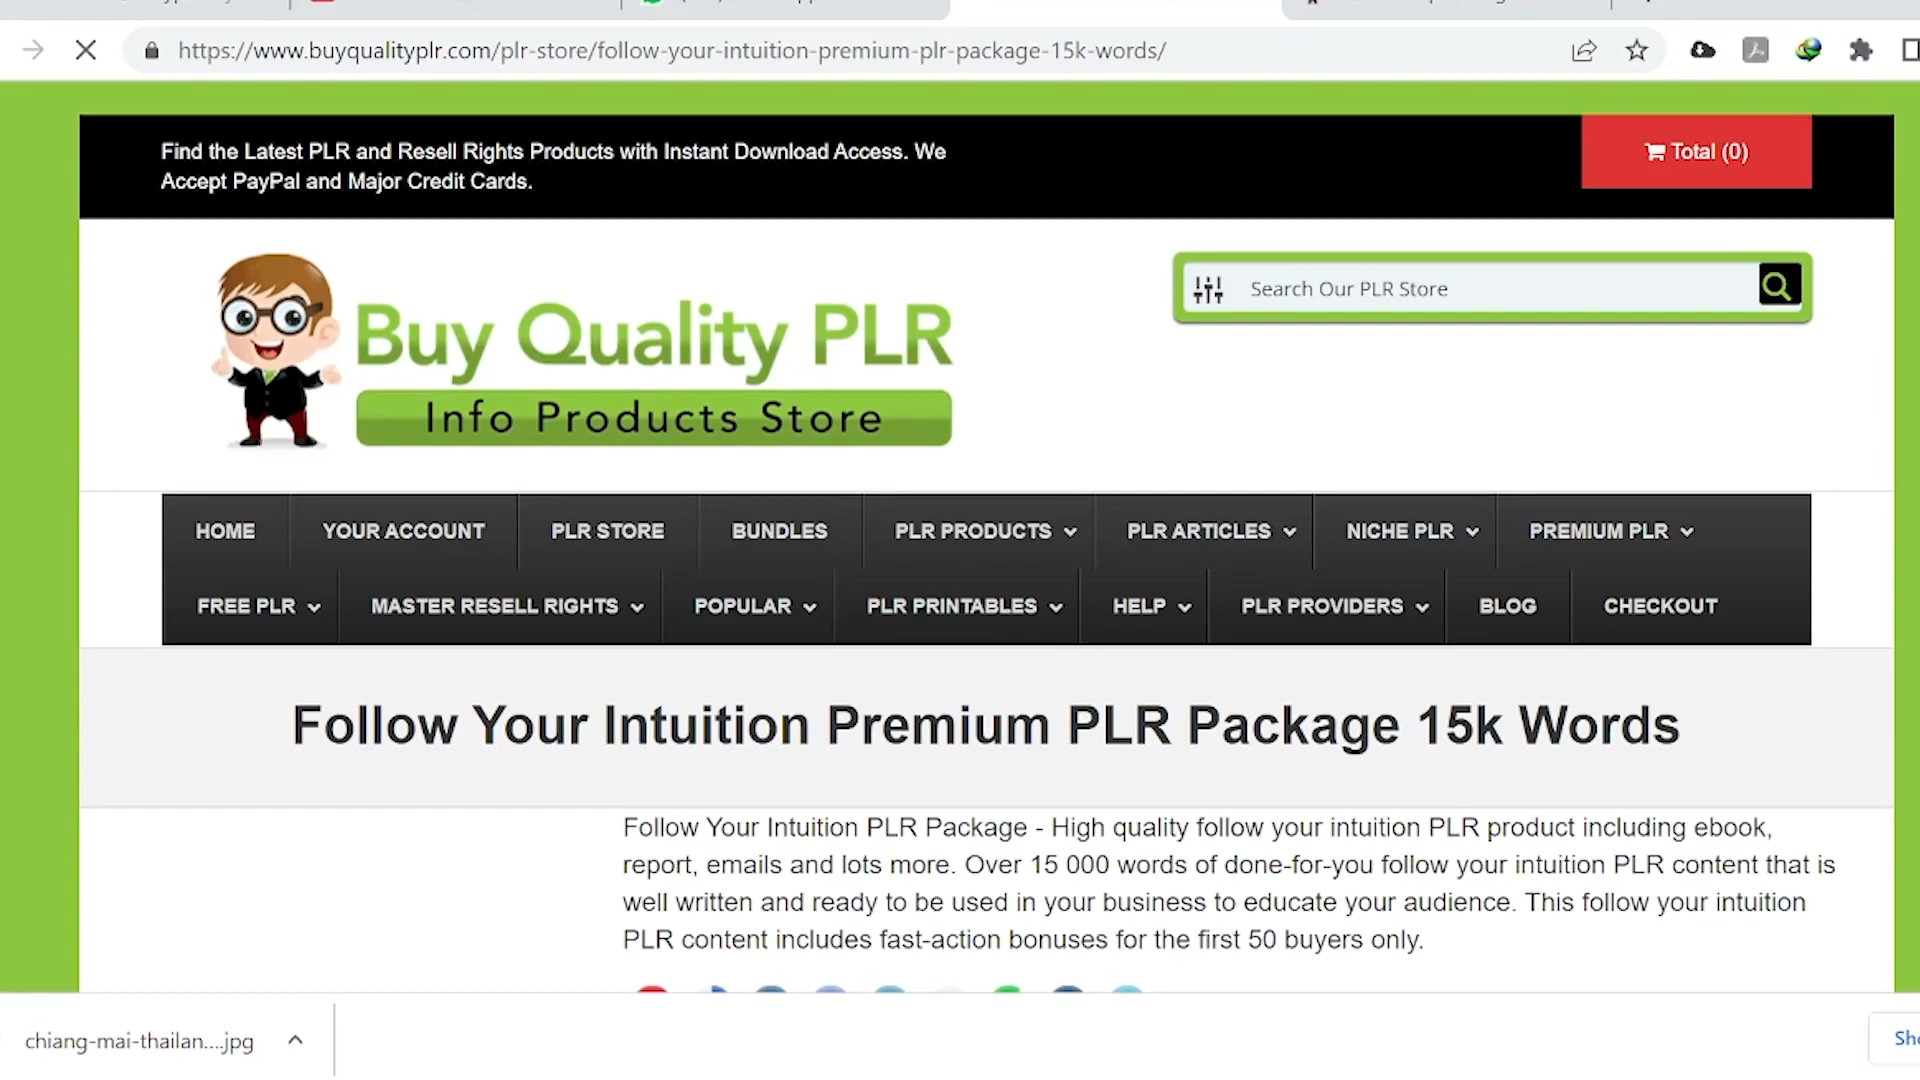 https://www.buyqualityplr.com/plr-store/follow-your-intuition-premium-plr-package-15k-words/
Find the Latest PLR and Resell Rights Products with Instant Download Access. We
Accept PayPal and Major Credit Cards.
Total (0)
Search Our PLR Store
Buy Quality PLR
Info Products Store
HOME YOUR ACCOUNT PLR STORE BUNDLES PLR PRODUCTS PLR ARTICLES NICHE PLR PREMIUM PLR
FREE PLR MASTER RESELL RIGHTS POPULAR PLR PRINTABLES HELP PLR PROVIDERS BLOG CHECKOUT
Follow Your Intuition Premium PLR Package 15k Words
Follow Your Intuition PLR Package - High quality follow your intuition PLR product including ebook,
report, emails and lots more. Over 15 000 words of done-for-you follow your intuition PLR content that is
well written and ready to be used in your business to educate your audience. This follow your intuition
PLR content includes fast-action bonuses for the first 50 buyers only.
chiang-mai-thailan....jpg